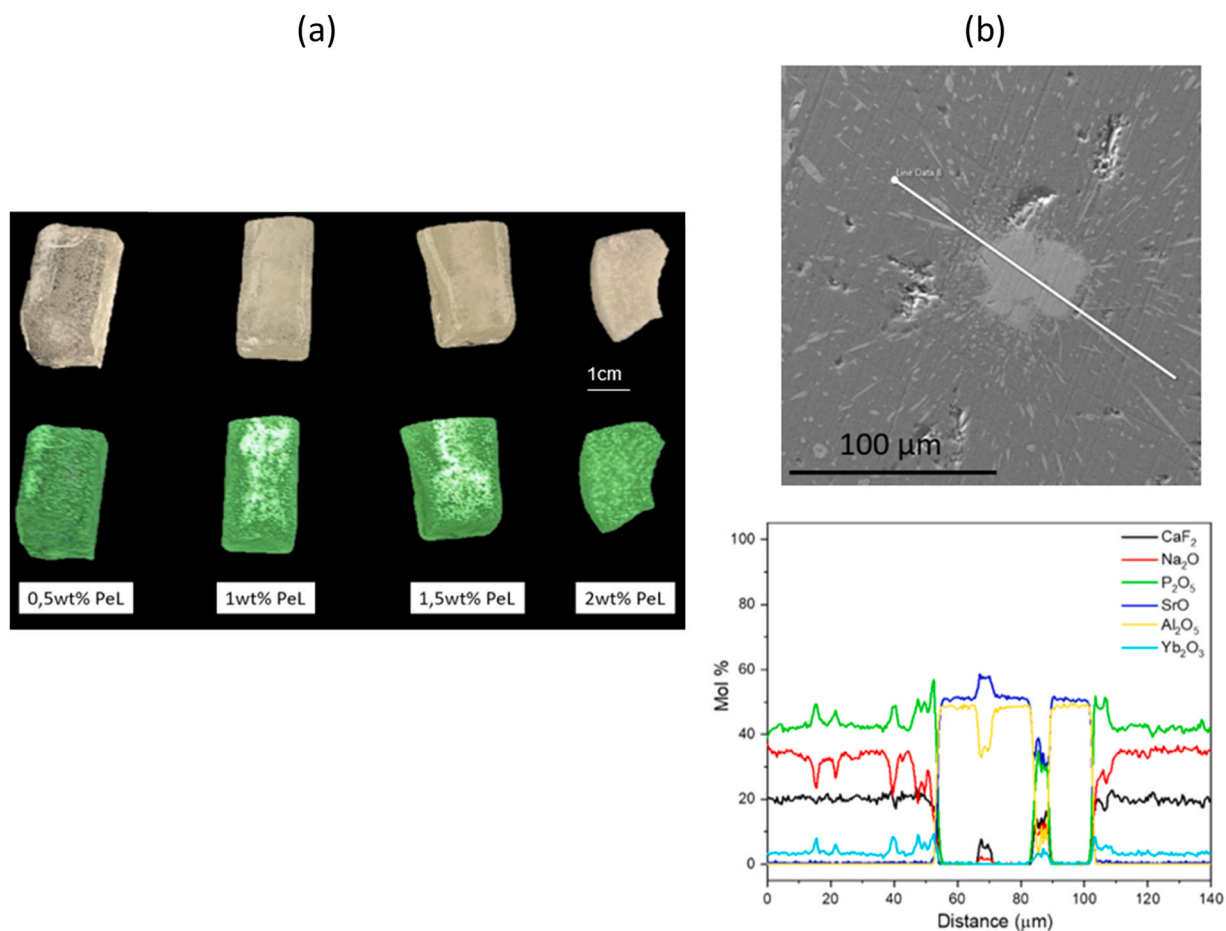 (a)
(b)
1cm
0,5wt% PeL
1wt% PeL
1,5wt% PeL
2wt% PeL
Line Data 8
100 μm
CaF₂
Na₂O
P₂O₅
SrO
Al₂O₅
Yb₂O₃
Mol %
100
80
60
40
20
0
0
20
40
60
80
100
120
140
Distance (μm)